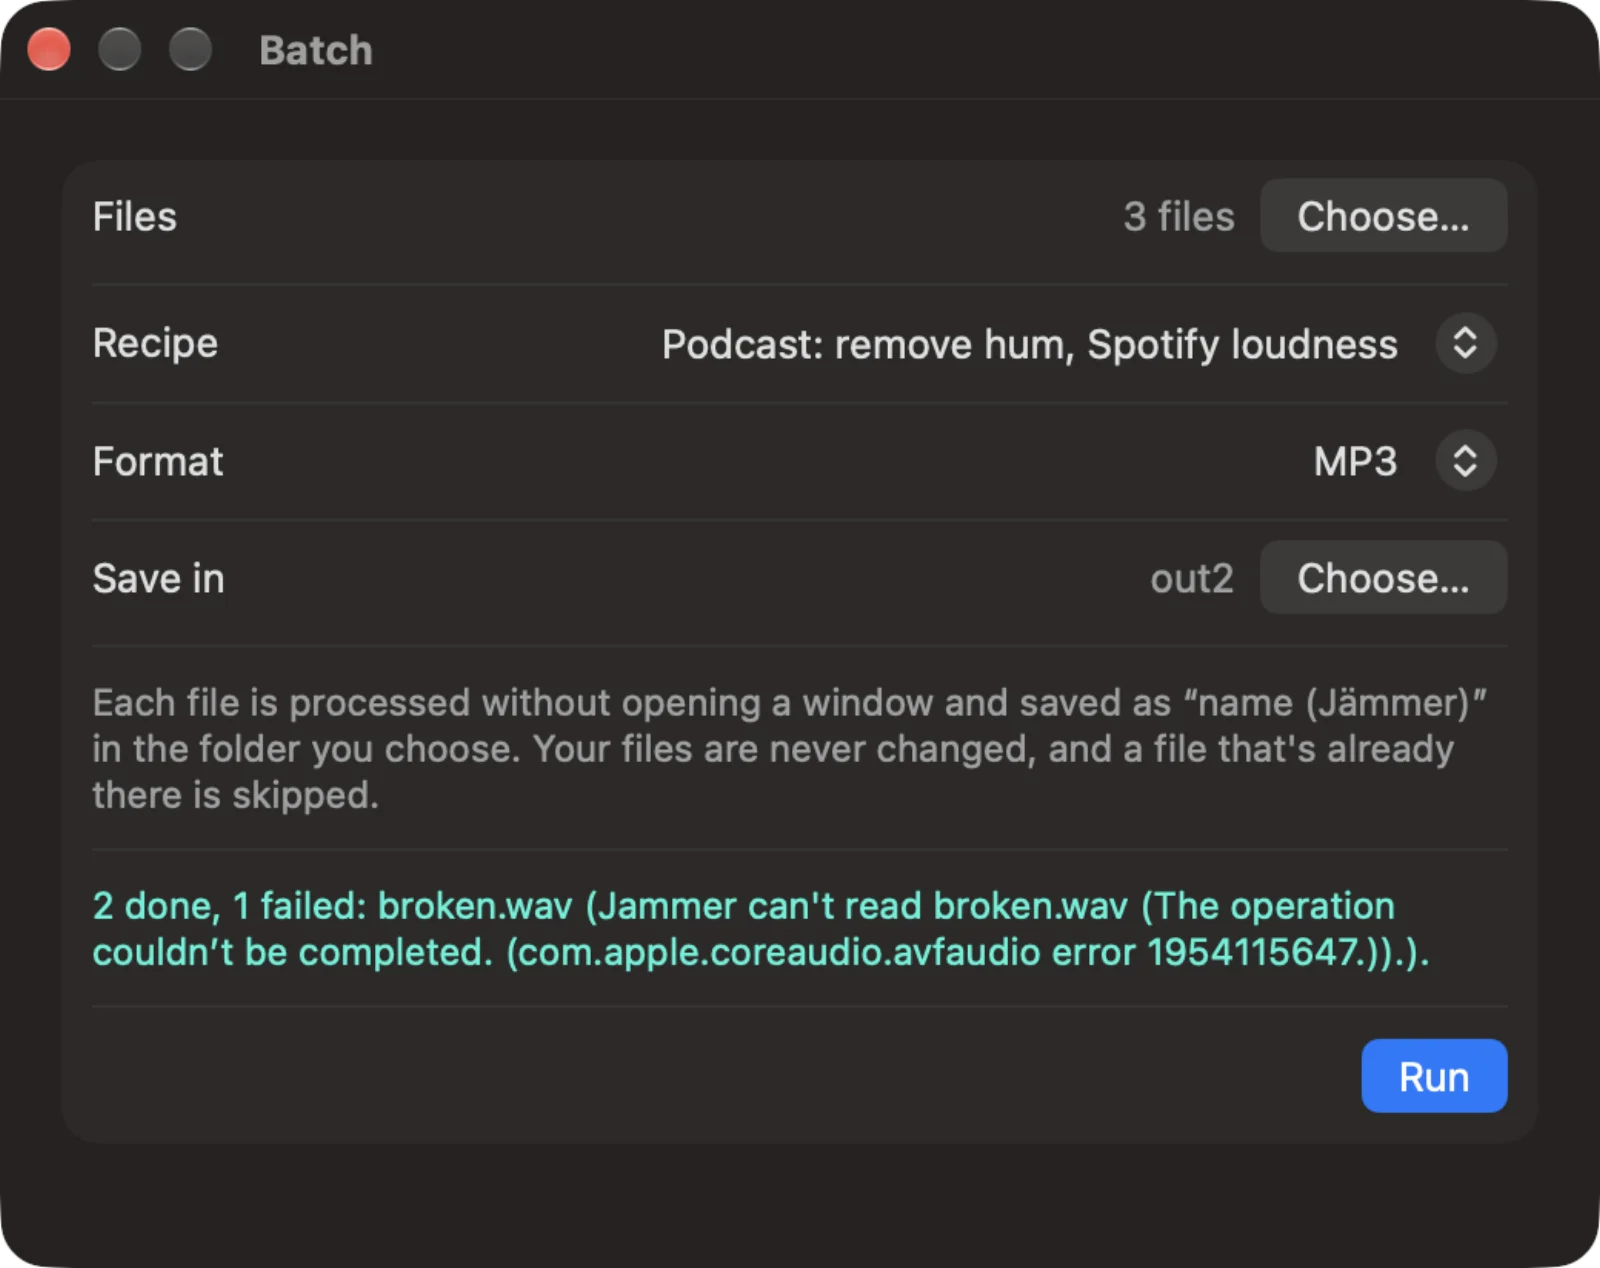 Batch
Files 3 files Choose...
Recipe Podcast: remove hum, Spotify loudness
Format MP3
Save in out2 Choose...
Each file is processed without opening a window and saved as “name (Jämmer)”
in the folder you choose. Your files are never changed, and a file that's already
there is skipped.
2 done, 1 failed: broken.wav (Jammer can't read broken.wav (The operation
couldn’t be completed. (com.apple.coreaudio.avfaudio error 1954115647.)).).
Run